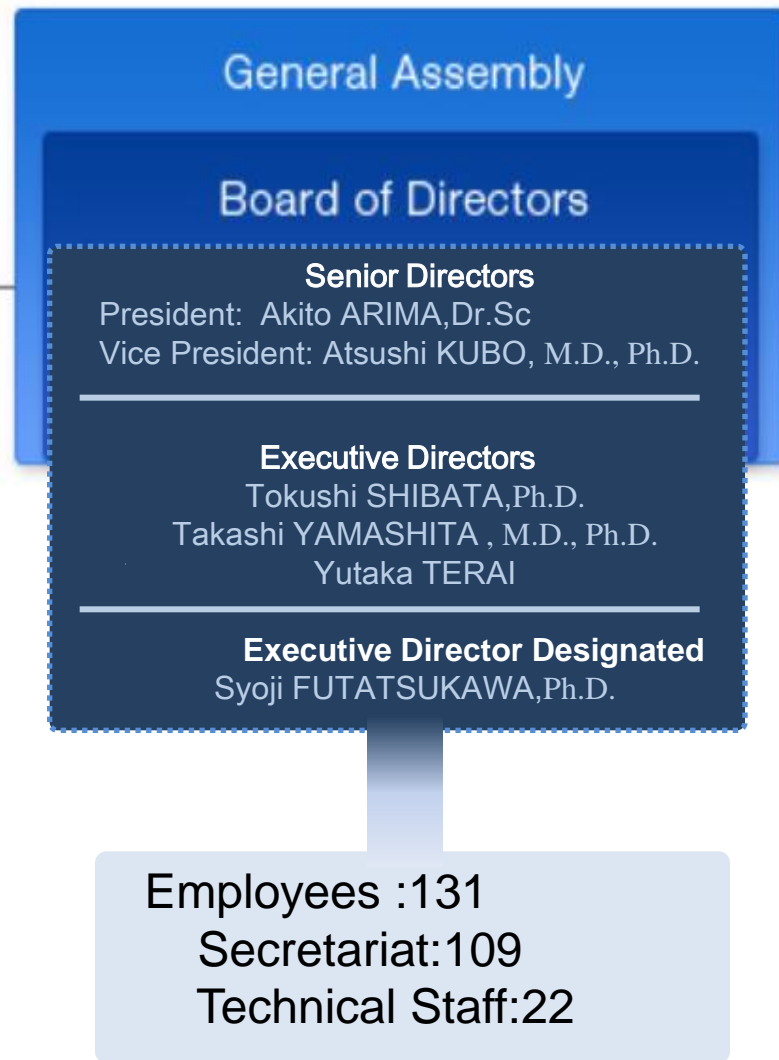 General Assembly
Board of Directors
Senior Directors
President: Akito ARIMA,Dr.Sc
Vice President: Atsushi KUBO, M.D., Ph.D.
Executive Directors
Tokushi SHIBATA,Ph.D.
Takashi YAMASHITA , M.D., Ph.D.
Yutaka TERAI
Executive Director Designated
Syoji FUTATSUKAWA,Ph.D.
Employees :131
Secretariat:109
Technical Staff:22